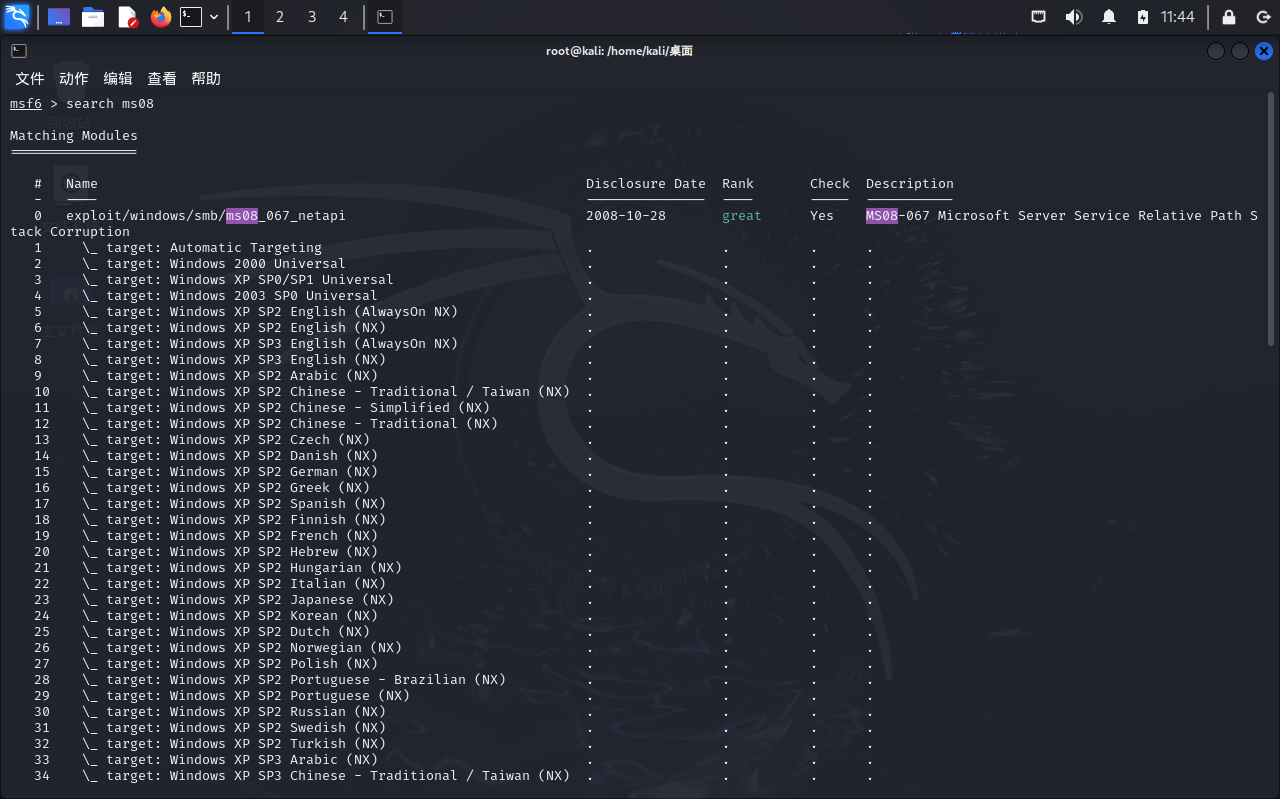 1 2 3 4 11:44
root@kali: /home/kali/桌面
文件 动作 编辑 查看 帮助
msf6 > search ms08
Matching Modules
================
# Name Disclosure Date Rank Check Description
- ---- --------------- ---- ----- -----------
0 exploit/windows/smb/ms08_067_netapi 2008-10-28 great Yes MS08-067 Microsoft Server Service Relative Path S
tack Corruption
1 \_ target: Automatic Targeting . . . .
2 \_ target: Windows 2000 Universal . . . .
3 \_ target: Windows XP SP0/SP1 Universal . . . .
4 \_ target: Windows 2003 SP0 Universal . . . .
5 \_ target: Windows XP SP2 English (AlwaysOn NX) . . . .
6 \_ target: Windows XP SP2 English (NX) . . . .
7 \_ target: Windows XP SP3 English (AlwaysOn NX) . . . .
8 \_ target: Windows XP SP3 English (NX) . . . .
9 \_ target: Windows XP SP2 Arabic (NX) . . . .
10 \_ target: Windows XP SP2 Chinese - Traditional / Taiwan (NX) . . . .
11 \_ target: Windows XP SP2 Chinese - Simplified (NX) . . . .
12 \_ target: Windows XP SP2 Chinese - Traditional (NX) . . . .
13 \_ target: Windows XP SP2 Czech (NX) . . . .
14 \_ target: Windows XP SP2 Danish (NX) . . . .
15 \_ target: Windows XP SP2 German (NX) . . . .
16 \_ target: Windows XP SP2 Greek (NX) . . . .
17 \_ target: Windows XP SP2 Spanish (NX) . . . .
18 \_ target: Windows XP SP2 Finnish (NX) . . . .
19 \_ target: Windows XP SP2 French (NX) . . . .
20 \_ target: Windows XP SP2 Hebrew (NX) . . . .
21 \_ target: Windows XP SP2 Hungarian (NX) . . . .
22 \_ target: Windows XP SP2 Italian (NX) . . . .
23 \_ target: Windows XP SP2 Japanese (NX) . . . .
24 \_ target: Windows XP SP2 Korean (NX) . . . .
25 \_ target: Windows XP SP2 Dutch (NX) . . . .
26 \_ target: Windows XP SP2 Norwegian (NX) . . . .
27 \_ target: Windows XP SP2 Polish (NX) . . . .
28 \_ target: Windows XP SP2 Portuguese - Brazilian (NX) . . . .
29 \_ target: Windows XP SP2 Portuguese (NX) . . . .
30 \_ target: Windows XP SP2 Russian (NX) . . . .
31 \_ target: Windows XP SP2 Swedish (NX) . . . .
32 \_ target: Windows XP SP2 Turkish (NX) . . . .
33 \_ target: Windows XP SP3 Arabic (NX) . . . .
34 \_ target: Windows XP SP3 Chinese - Traditional / Taiwan (NX) . . . .